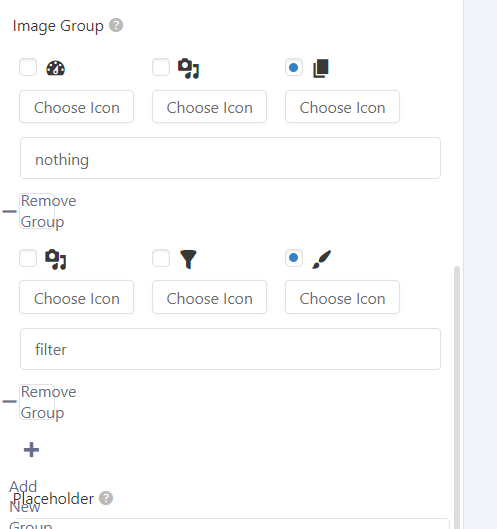 Image Group ?
Choose Icon Choose Icon Choose Icon
nothing
Remove
Group
Choose Icon Choose Icon Choose Icon
filter
Remove
Group
Add
Placeholder ?
New
Group